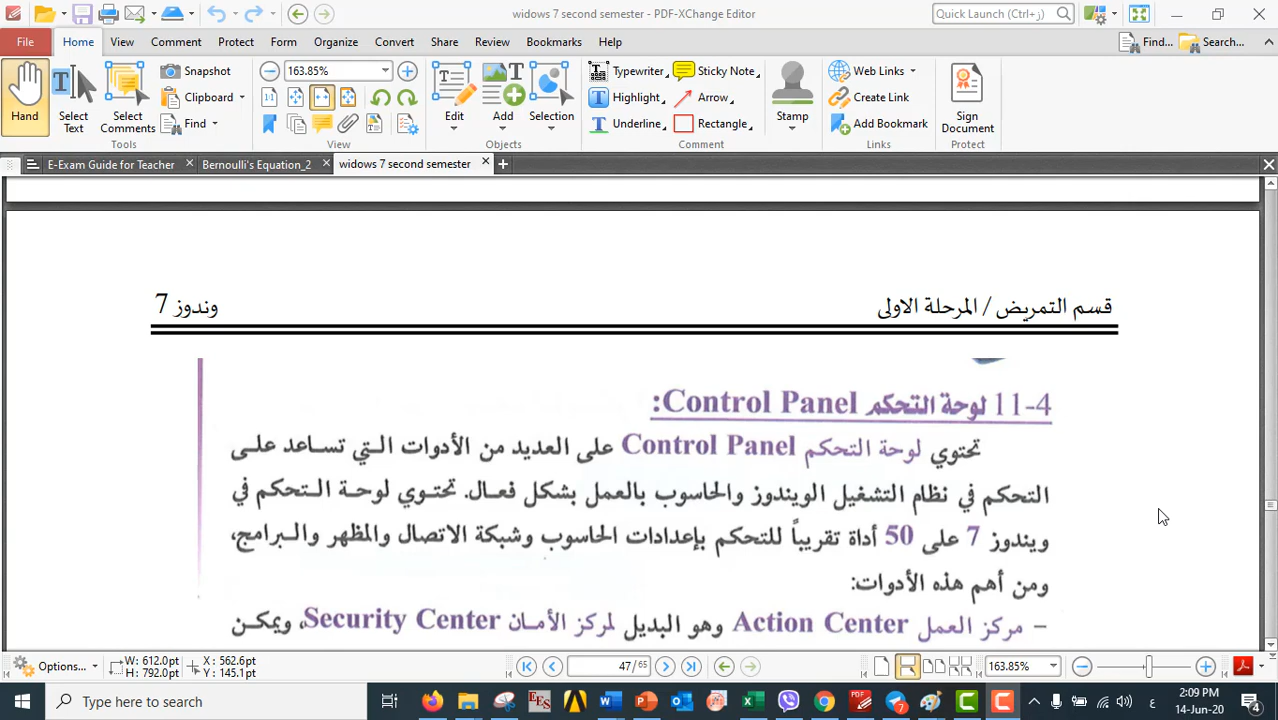 widows 7 second semester - PDF-XChange Editor
Quick Launch (Ctrl+ز)
File Home View Comment Protect Form Organize Convert Share Review Bookmarks Help
Find... Search...
Hand
Select Text
Select Comments
Snapshot
Clipboard
Find
Tools
163.85%
View
Edit
Add
Selection
Objects
Typewriter
Highlight
Underline
Sticky Note
Arrow
Rectangle
Stamp
Comment
Web Links
Create Link
Add Bookmark
Links
Sign Document
Protect
E-Exam Guide for Teacher
Bernoulli's Equation_2
widows 7 second semester
قسم التمريض / المرحلة الاولى
وندوز 7
11-4 لوحة التحكم Control Panel:
تحتوي لوحة التحكم Control Panel على العديد من الأدوات التي تساعد على
التحكم في نظام التشغيل الويندوز والحاسوب بالعمل بشكل فعال. تحتوي لوحة التحكم في
ويندوز 7 على 50 أداة تقريباً للتحكم بإعدادات الحاسوب وشبكة الاتصال والمظهر والبرامج،
ومن أهم هذه الأدوات:
– مركز العمل Action Center وهو البديل لمركز الأمان Security Center، ويمكن
Options...
W: 612.0pt
H: 792.0pt
X: 562.6pt
Y: 145.1pt
47 / 65
163.85%
Type here to search
ع
2:09 PM
14-Jun-20
4